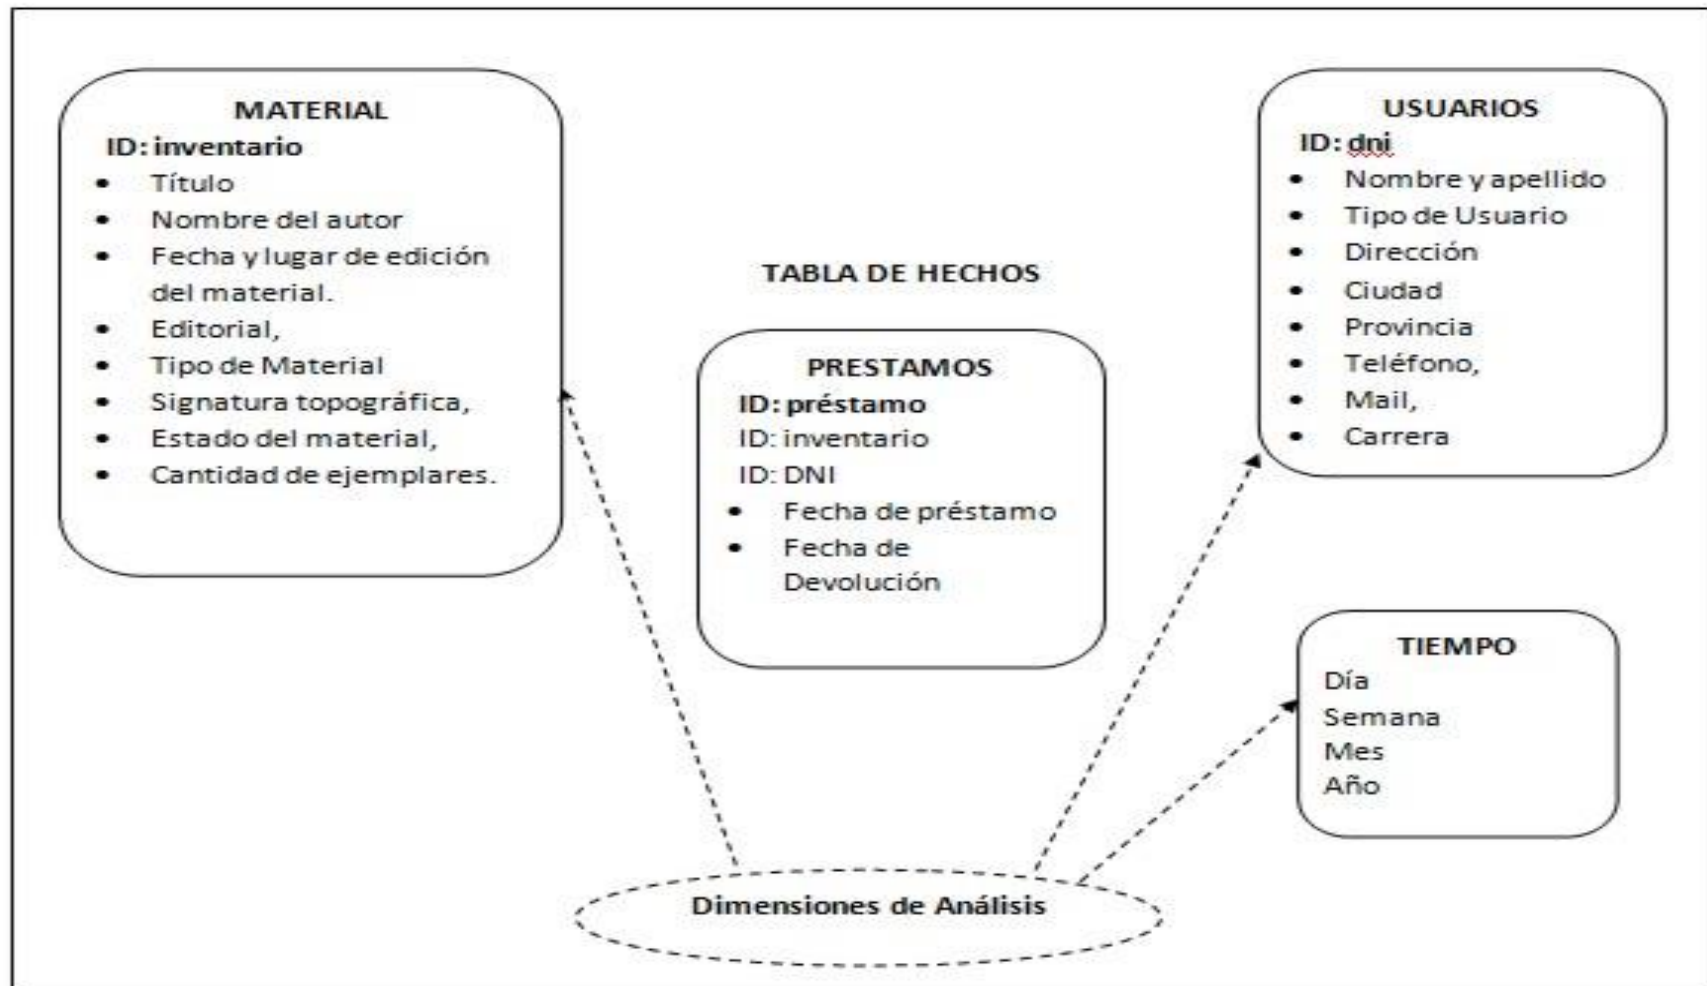 MATERIAL
ID: inventario
• Título
• Nombre del autor
• Fecha y lugar de edición
del material.
• Editorial,
• Tipo de Material
• Signatura topográfica,
• Estado del material,
• Cantidad de ejemplares.
TABLA DE HECHOS
PRESTAMOS
ID: préstamo
ID: inventario
ID: DNI
• Fecha de préstamo
• Fecha de
Devolución
USUARIOS
ID: dni
• Nombre y apellido
• Tipo de Usuario
• Dirección
• Ciudad
• Provincia
• Teléfono,
• Mail,
• Carrera
TIEMPO
Día
Semana
Mes
Año
Dimensiones de Análisis